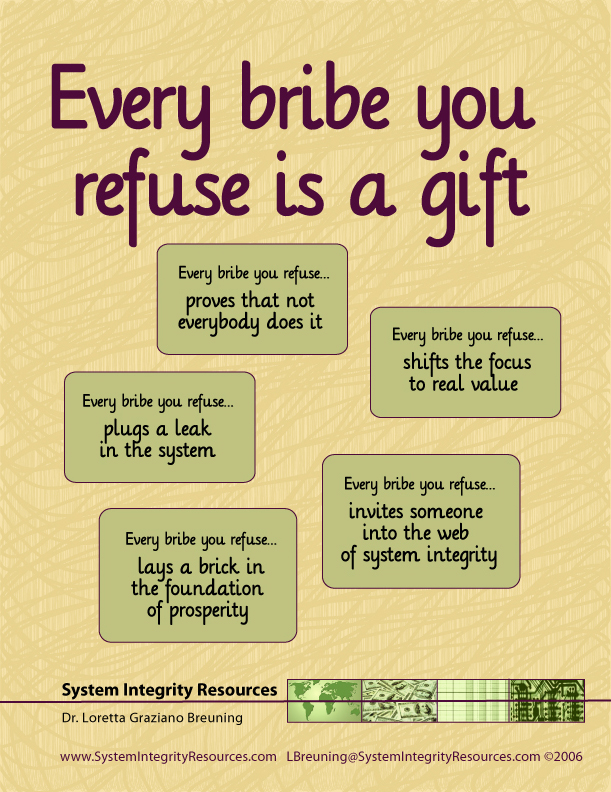 Every bribe you
refuse is a gift
Every bribe you refuse...
proves that not
everybody does it
Every bribe you refuse...
shifts the focus
to real value
Every bribe you refuse...
plugs a leak
in the system
Every bribe you refuse...
invites someone
into the web
of system integrity
Every bribe you refuse...
lays a brick in
the foundation
of prosperity
System Integrity Resources
Dr. Loretta Graziano Breuning
www.SystemIntegrityResources.com LBreuning@SystemIntegrityResources.com ©2006